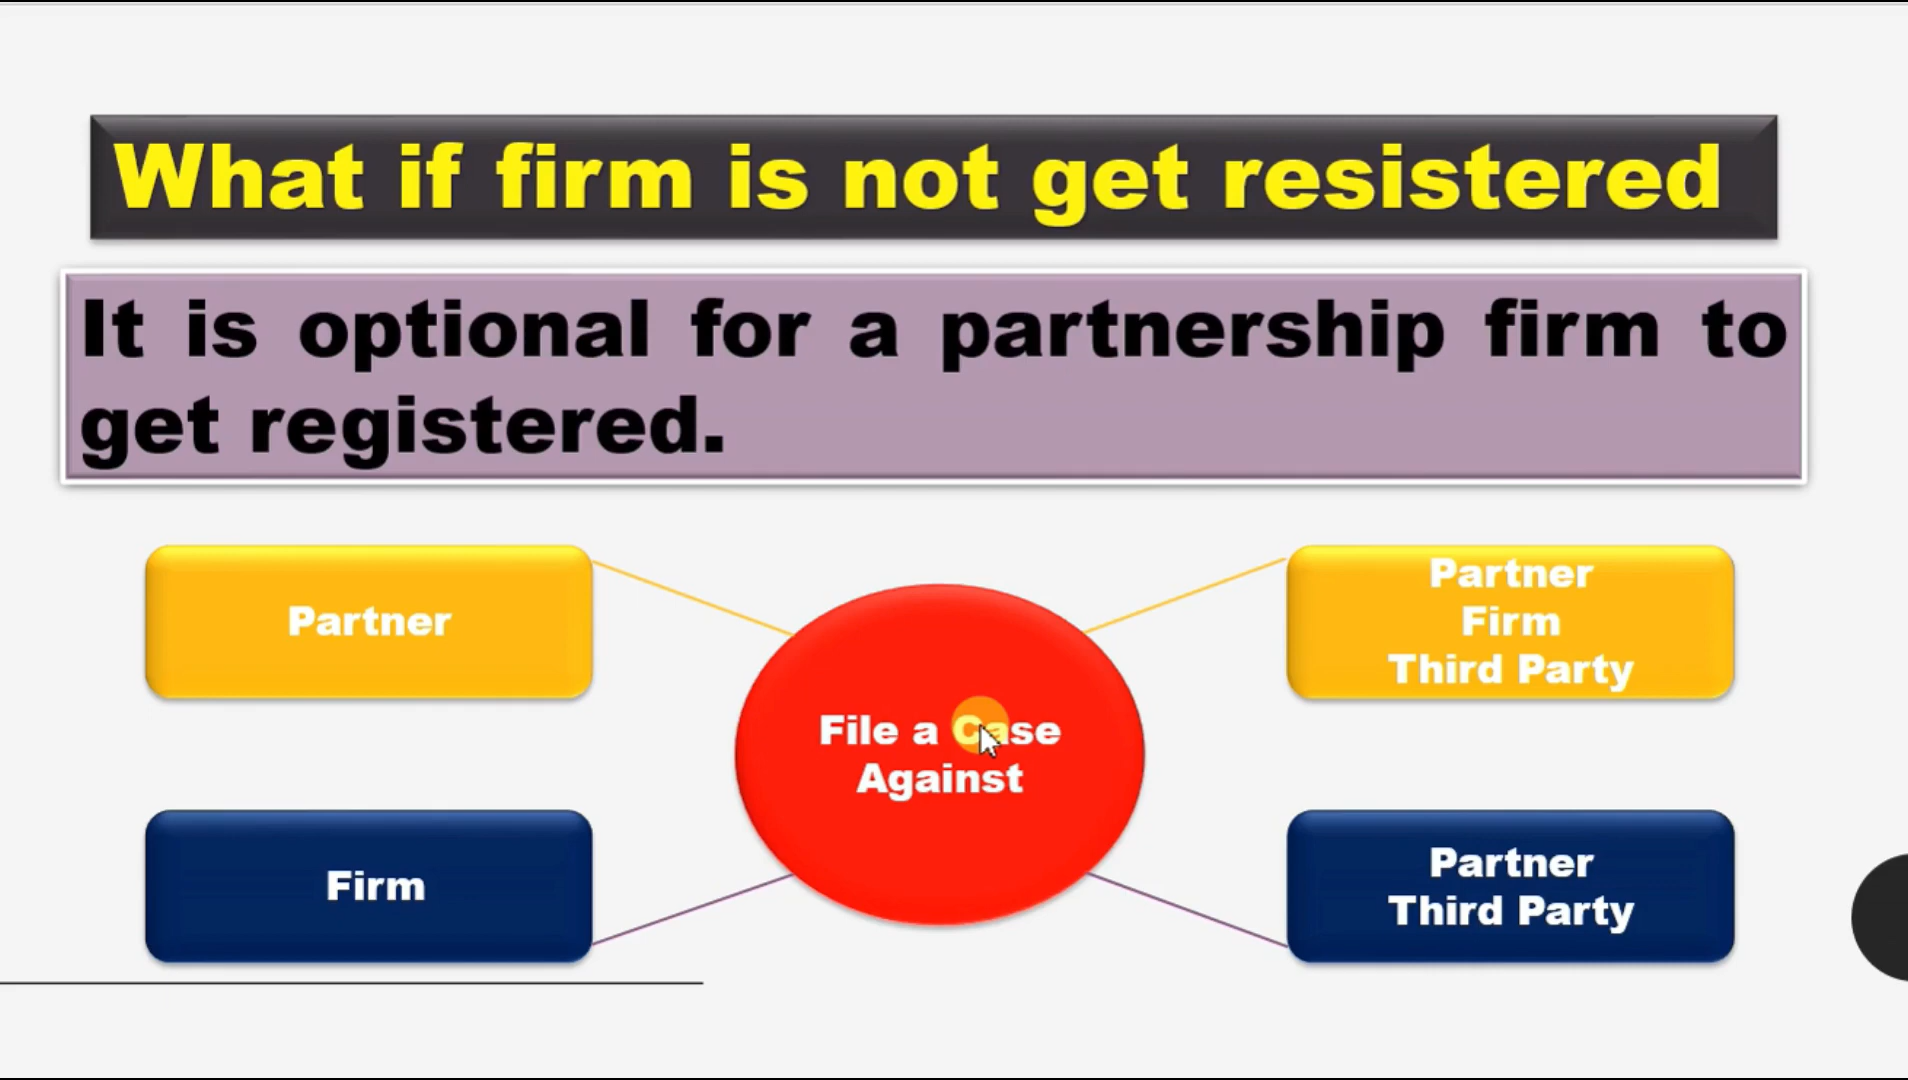 What if firm is not get resistered
It is optional for a partnership firm to
get registered.
Partner
File a Case
Against
Partner
Firm
Third Party
Firm
Partner
Third Party